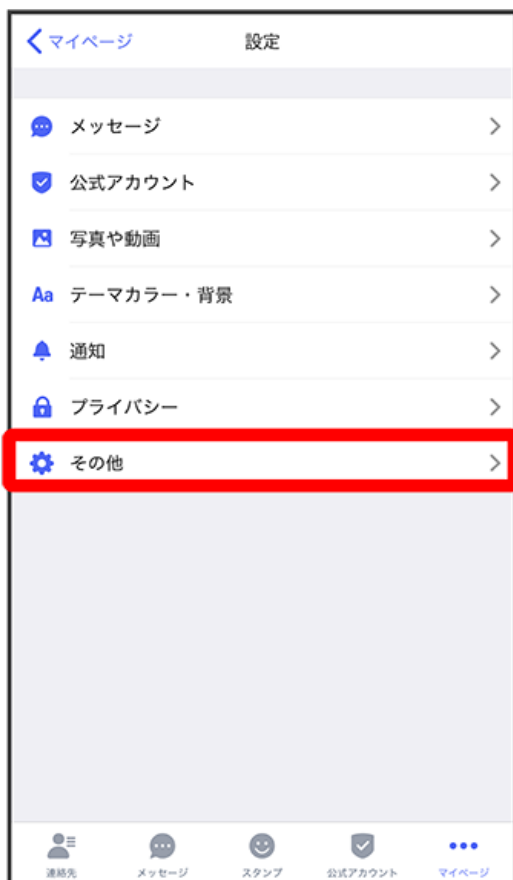 マイページ
設定
メッセージ
公式アカウント
写真や動画
Aa テーマカラー・背景
通知
プライバシー
その他
連絡先
メッセージ
スタンプ
公式アカウント
マイページ